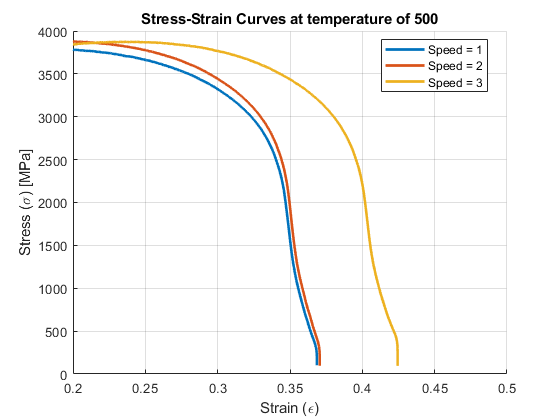 Stress-Strain Curves at temperature of 500
Speed = 1
Speed = 2
Speed = 3
4000
3500
3000
2500
2000
1500
1000
500
0
Stress (σ) [MPa]
0.2 0.25 0.3 0.35 0.4 0.45 0.5
Strain (ϵ)